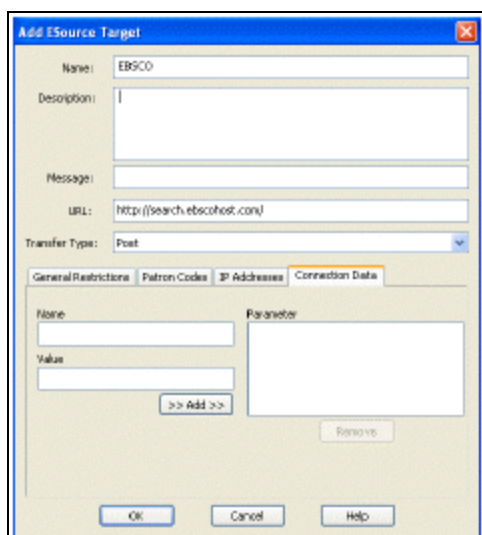 Add ESource Target
Name: EBSCO
Description:
Message:
URL: http://search.ebscohost.com/
Transfer Type: Post
General Restrictions Patron Codes IP Addresses Connection Data
Name Parameter
Value
>> Add >>
Remove
OK Cancel Help